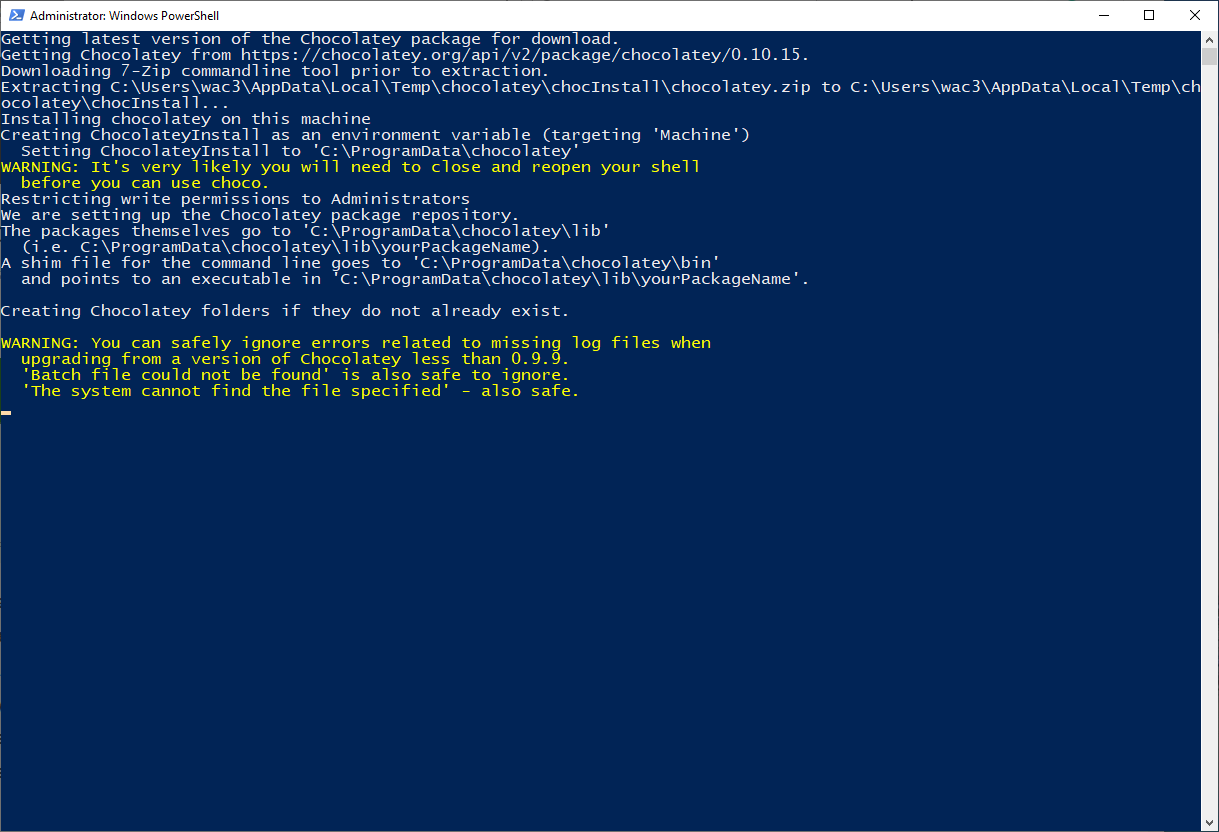 Administrator: Windows PowerShell
Getting latest version of the Chocolatey package for download.
Getting Chocolatey from https://chocolatey.org/api/v2/package/chocolatey/0.10.15.
Downloading 7-Zip commandline tool prior to extraction.
Extracting C:\Users\wac3\AppData\Local\Temp\chocolatey\chocInstall\chocolatey.zip to C:\Users\wac3\AppData\Local\Temp\ch
ocolatey\chocInstall...
Installing chocolatey on this machine
Creating ChocolateyInstall as an environment variable (targeting 'Machine')
  Setting ChocolateyInstall to 'C:\ProgramData\chocolatey'
WARNING: It's very likely you will need to close and reopen your shell
  before you can use choco.
Restricting write permissions to Administrators
We are setting up the Chocolatey package repository.
The packages themselves go to 'C:\ProgramData\chocolatey\lib'
  (i.e. C:\ProgramData\chocolatey\lib\yourPackageName).
A shim file for the command line goes to 'C:\ProgramData\chocolatey\bin'
  and points to an executable in 'C:\ProgramData\chocolatey\lib\yourPackageName'.
Creating Chocolatey folders if they do not already exist.
WARNING: You can safely ignore errors related to missing log files when
  upgrading from a version of Chocolatey less than 0.9.9.
  'Batch file could not be found' is also safe to ignore.
  'The system cannot find the file specified' - also safe.